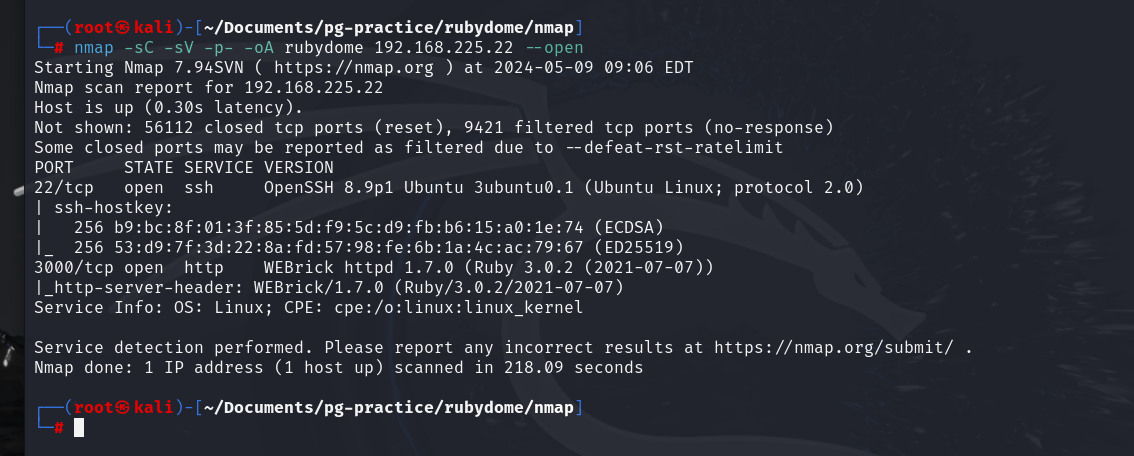 ┌──(root㉿kali)-[~/Documents/pg-practice/rubydome/nmap]
└─# nmap -sC -sV -p- -oA rubydome 192.168.225.22 --open
Starting Nmap 7.94SVN ( https://nmap.org ) at 2024-05-09 09:06 EDT
Nmap scan report for 192.168.225.22
Host is up (0.30s latency).
Not shown: 56112 closed tcp ports (reset), 9421 filtered tcp ports (no-response)
Some closed ports may be reported as filtered due to --defeat-rst-ratelimit
PORT     STATE SERVICE VERSION
22/tcp   open  ssh     OpenSSH 8.9p1 Ubuntu 3ubuntu0.1 (Ubuntu Linux; protocol 2.0)
| ssh-hostkey:
|   256 b9:bc:8f:01:3f:85:5d:f9:5c:d9:fb:b6:15:a0:1e:74 (ECDSA)
|_  256 53:d9:7f:3d:22:8a:fd:57:98:fe:6b:1a:4c:ac:79:67 (ED25519)
3000/tcp open  http    WEBrick httpd 1.7.0 (Ruby 3.0.2 (2021-07-07))
|_http-server-header: WEBrick/1.7.0 (Ruby/3.0.2/2021-07-07)
Service Info: OS: Linux; CPE: cpe:/o:linux:linux_kernel
Service detection performed. Please report any incorrect results at https://nmap.org/submit/ .
Nmap done: 1 IP address (1 host up) scanned in 218.09 seconds
┌──(root㉿kali)-[~/Documents/pg-practice/rubydome/nmap]
└─#